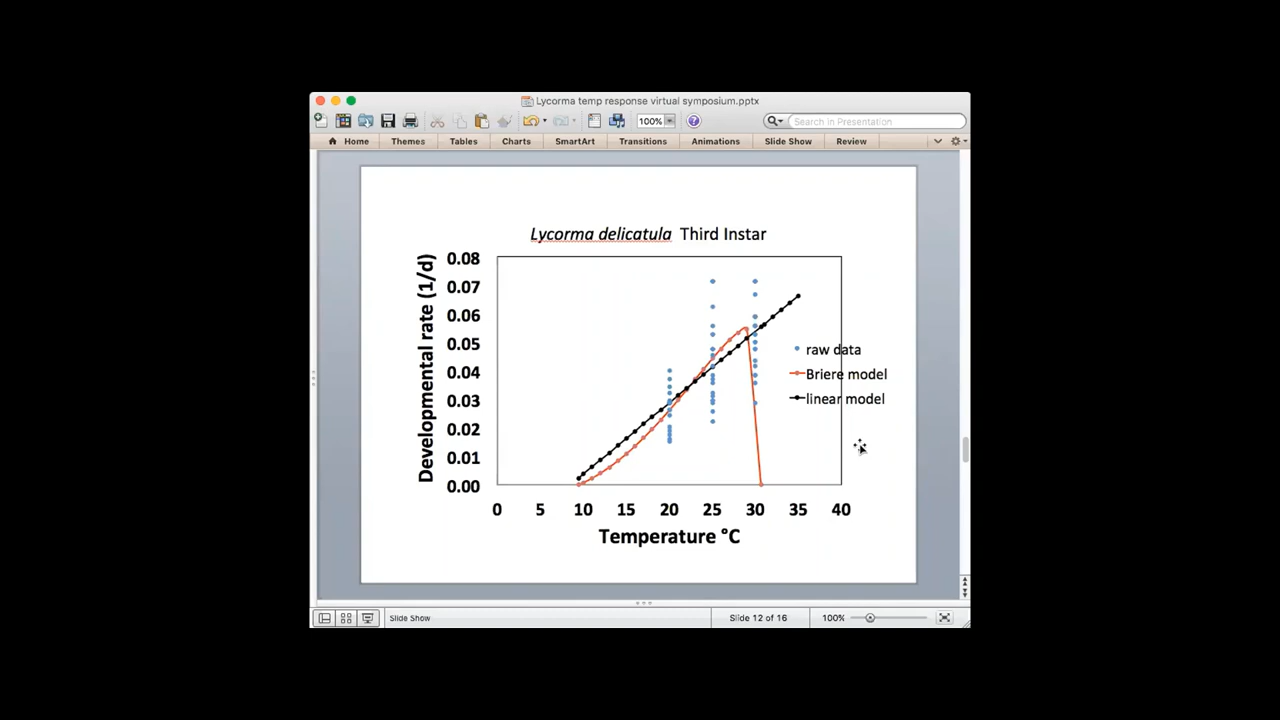 Lycorma temp response virtual symposium.pptx
100%
Search in Presentation
Home Themes Tables Charts SmartArt Transitions Animations Slide Show Review
Lycorma delicatula Third Instar
Developmental rate (1/d)
0.08
0.07
0.06
0.05
0.04
0.03
0.02
0.01
0.00
raw data
Briere model
linear model
0 5 10 15 20 25 30 35 40
Temperature °C
Slide Show
Slide 12 of 16
100%